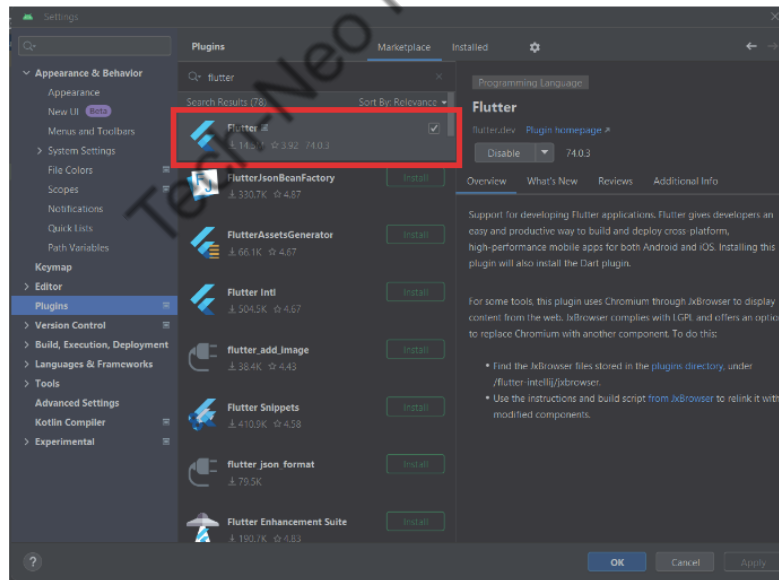 Settings
Plugins
Marketplace
Installed
flutter
Search Results (78)
Sort By: Relevance
Appearance & Behavior
Appearance
New UI Beta
Menus and Toolbars
System Settings
File Colors
Scopes
Notifications
Quick Lists
Path Variables
Keymap
Editor
Plugins
Version Control
Build, Execution, Deployment
Languages & Frameworks
Tools
Advanced Settings
Kotlin Compiler
Experimental
Flutter
3.92 74.0.3
FlutterJsonBeanFactory
Install
330.7K 4.87
FlutterAssetsGenerator
Install
66.1K 4.67
Flutter Intl
Install
504.5K 4.67
flutter_add_image
Install
38.4K 4.43
Flutter Snippets
Install
410.9K 4.58
flutter_json_format
Install
79.5K
Flutter Enhancement Suite
Install
190.7K 4.83
Programming Language
Flutter
flutter.dev Plugin homepage
Disable 74.0.3
Overview What's New Reviews Additional Info
Support for developing Flutter applications. Flutter gives developers an
easy and productive way to build and deploy cross-platform,
high-performance mobile apps for both Android and iOS. Installing this
plugin will also install the Dart plugin.
For some tools, this plugin uses Chromium through JxBrowser to display
content from the web. JxBrowser complies with LGPL and offers an optio
to replace Chromium with another component. To do this:
• Find the JxBrowser files stored in the plugins directory, under
/flutter-intellij/jxbrowser.
• Use the instructions and build script from JxBrowser to relink it with
modified components.
? OK Cancel Apply
Tech-Neo